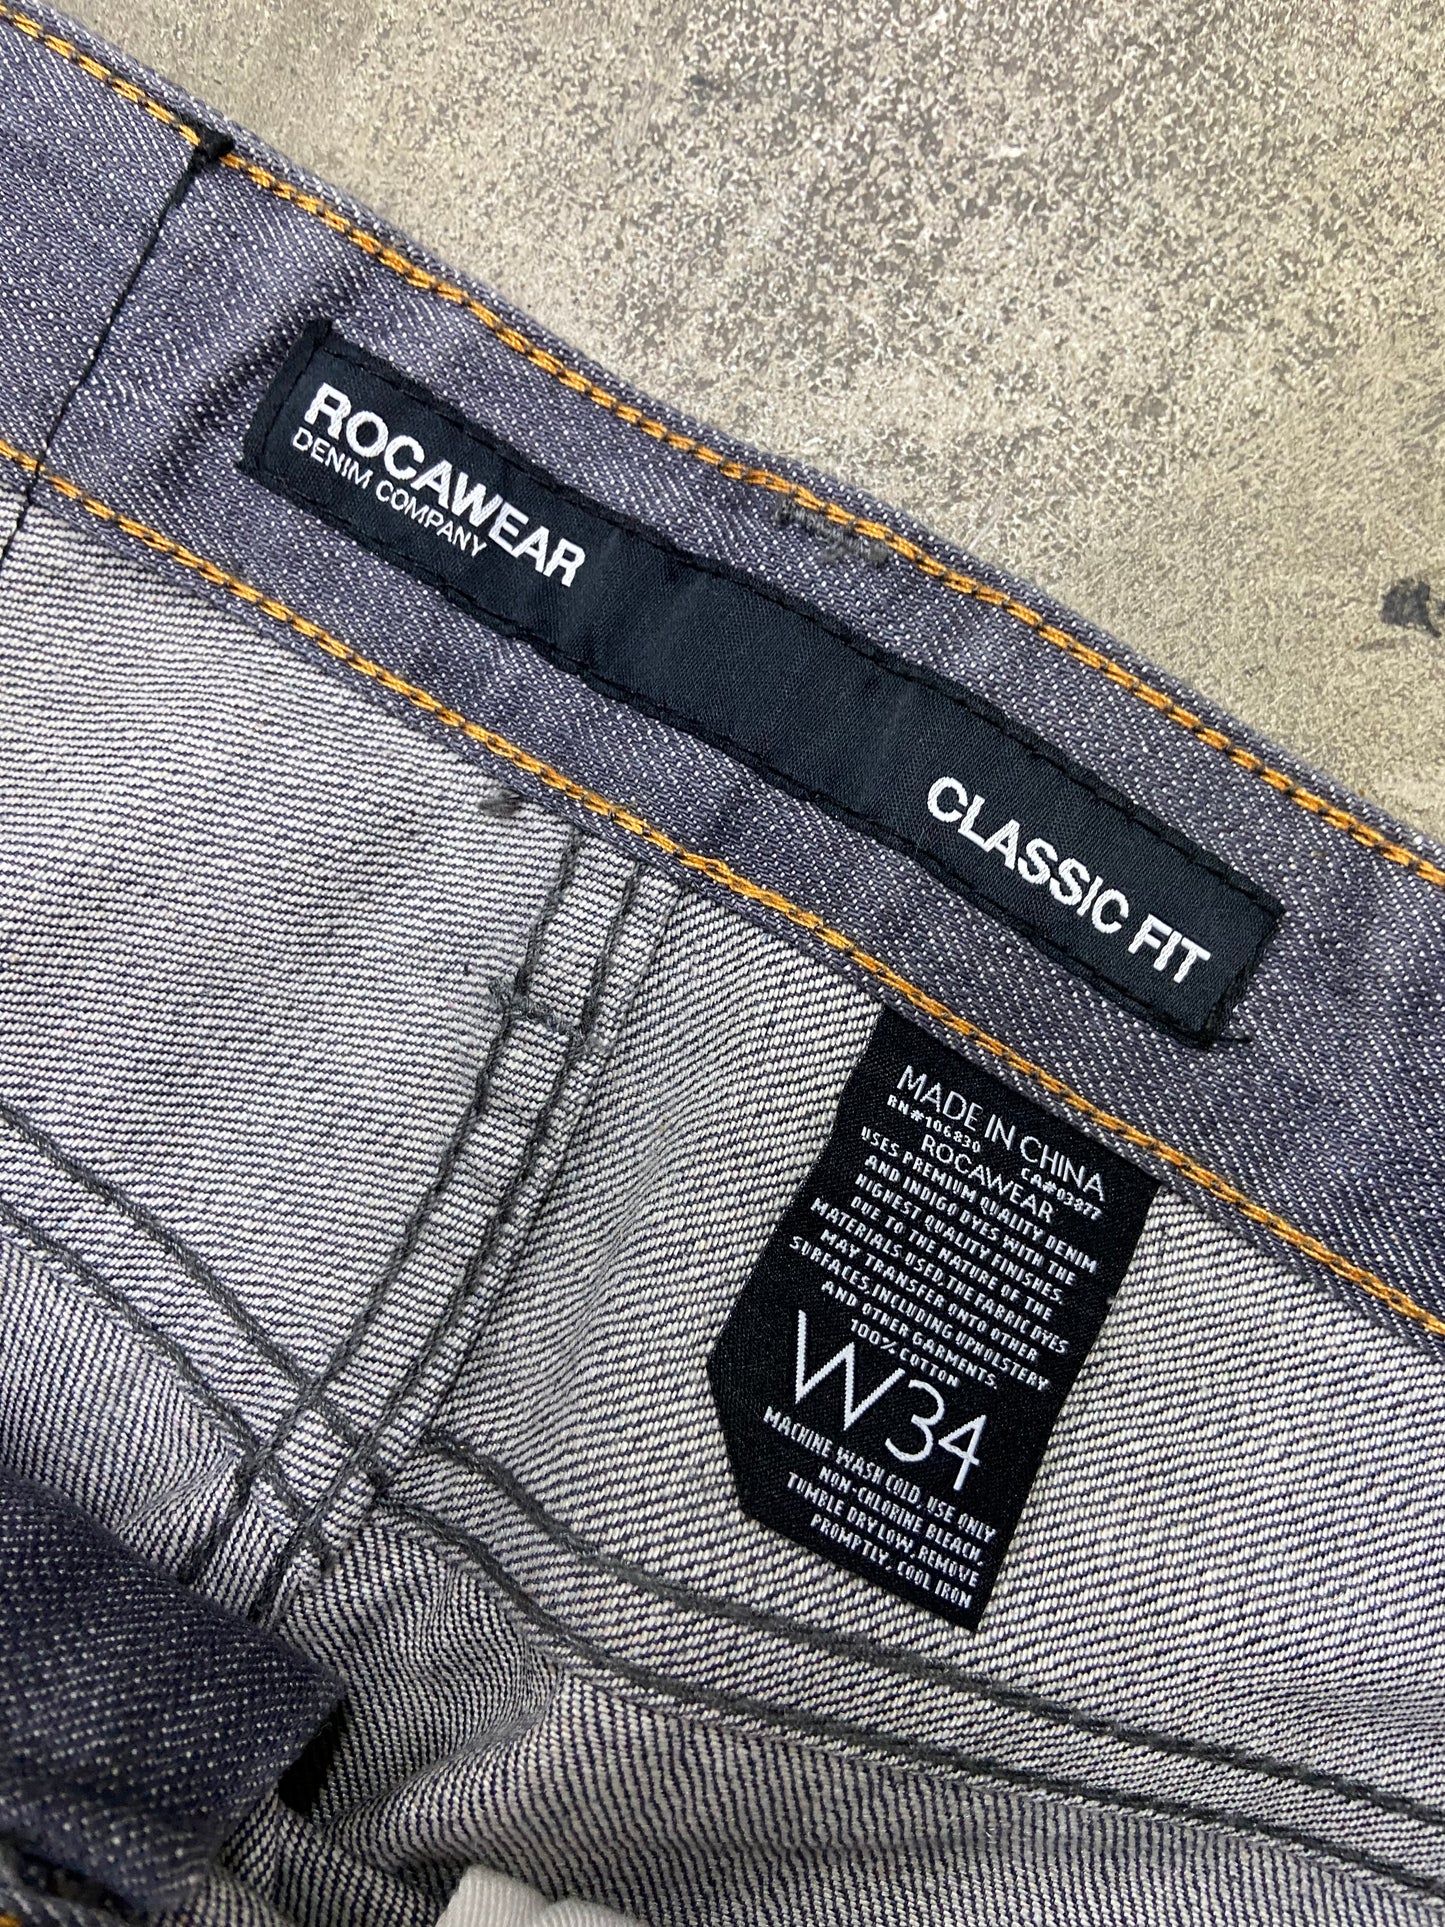 ROCAWEAR
DENIM COMPANY
CLASSIC FIT
MADE IN CHINA
RN#106830 CA#03877
ROCAWEAR
USES PREMIUM QUALITY DENIM
AND INDIGO DYES WITH THE
HIGHEST QUALITY FINISHES.
DUE TO THE NATURE OF THE
MATERIALS USED, THE FABRIC DYES
MAY TRANSFER ONTO OTHER
SURFACES, INCLUDING UPHOLSTERY
AND OTHER GARMENTS.
100% COTTON
W34
MACHINE WASH COLD, USE ONLY
NON-CHLORINE BLEACH,
TUMBLE DRY LOW, REMOVE
PROMPTLY, COOL IRON